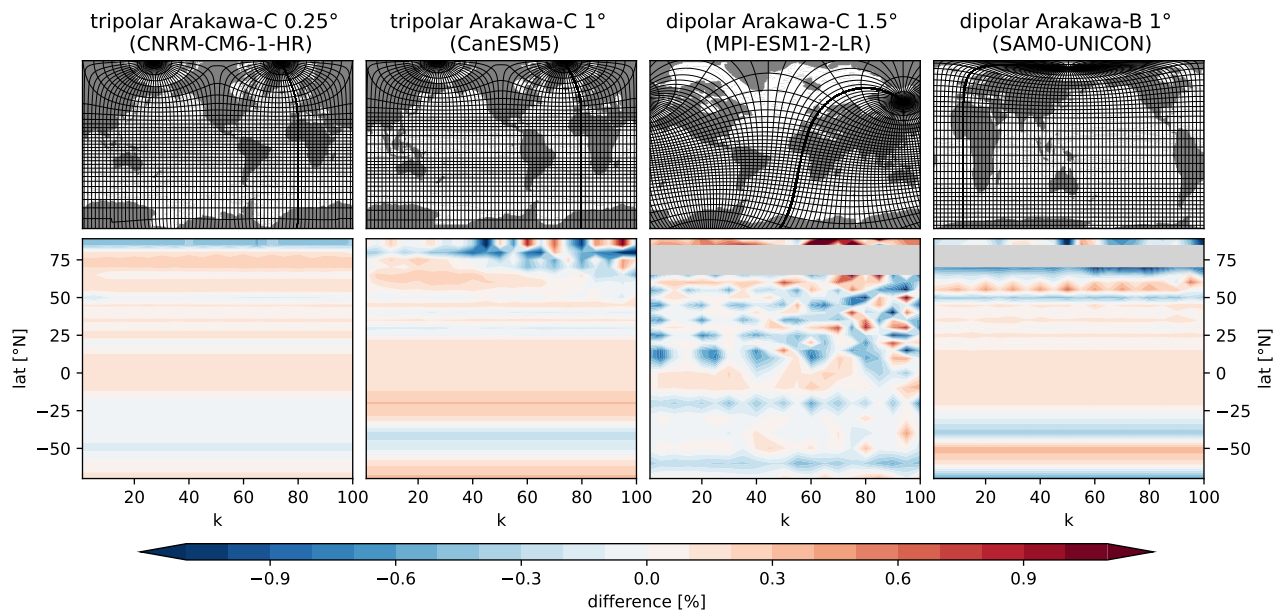 tripolar Arakawa-C 0.25°
(CNRM-CM6-1-HR)
tripolar Arakawa-C 1°
(CanESM5)
dipolar Arakawa-C 1.5°
(MPI-ESM1-2-LR)
dipolar Arakawa-B 1°
(SAM0-UNICON)
lat [°N]
75
50
25
0
−25
−50
20 40 60 80 100
k
20 40 60 80 100
k
20 40 60 80 100
k
20 40 60 80 100
k
75
50
25
0
−25
−50
lat [°N]
−0.9 −0.6 −0.3 0.0 0.3 0.6 0.9
difference [%]